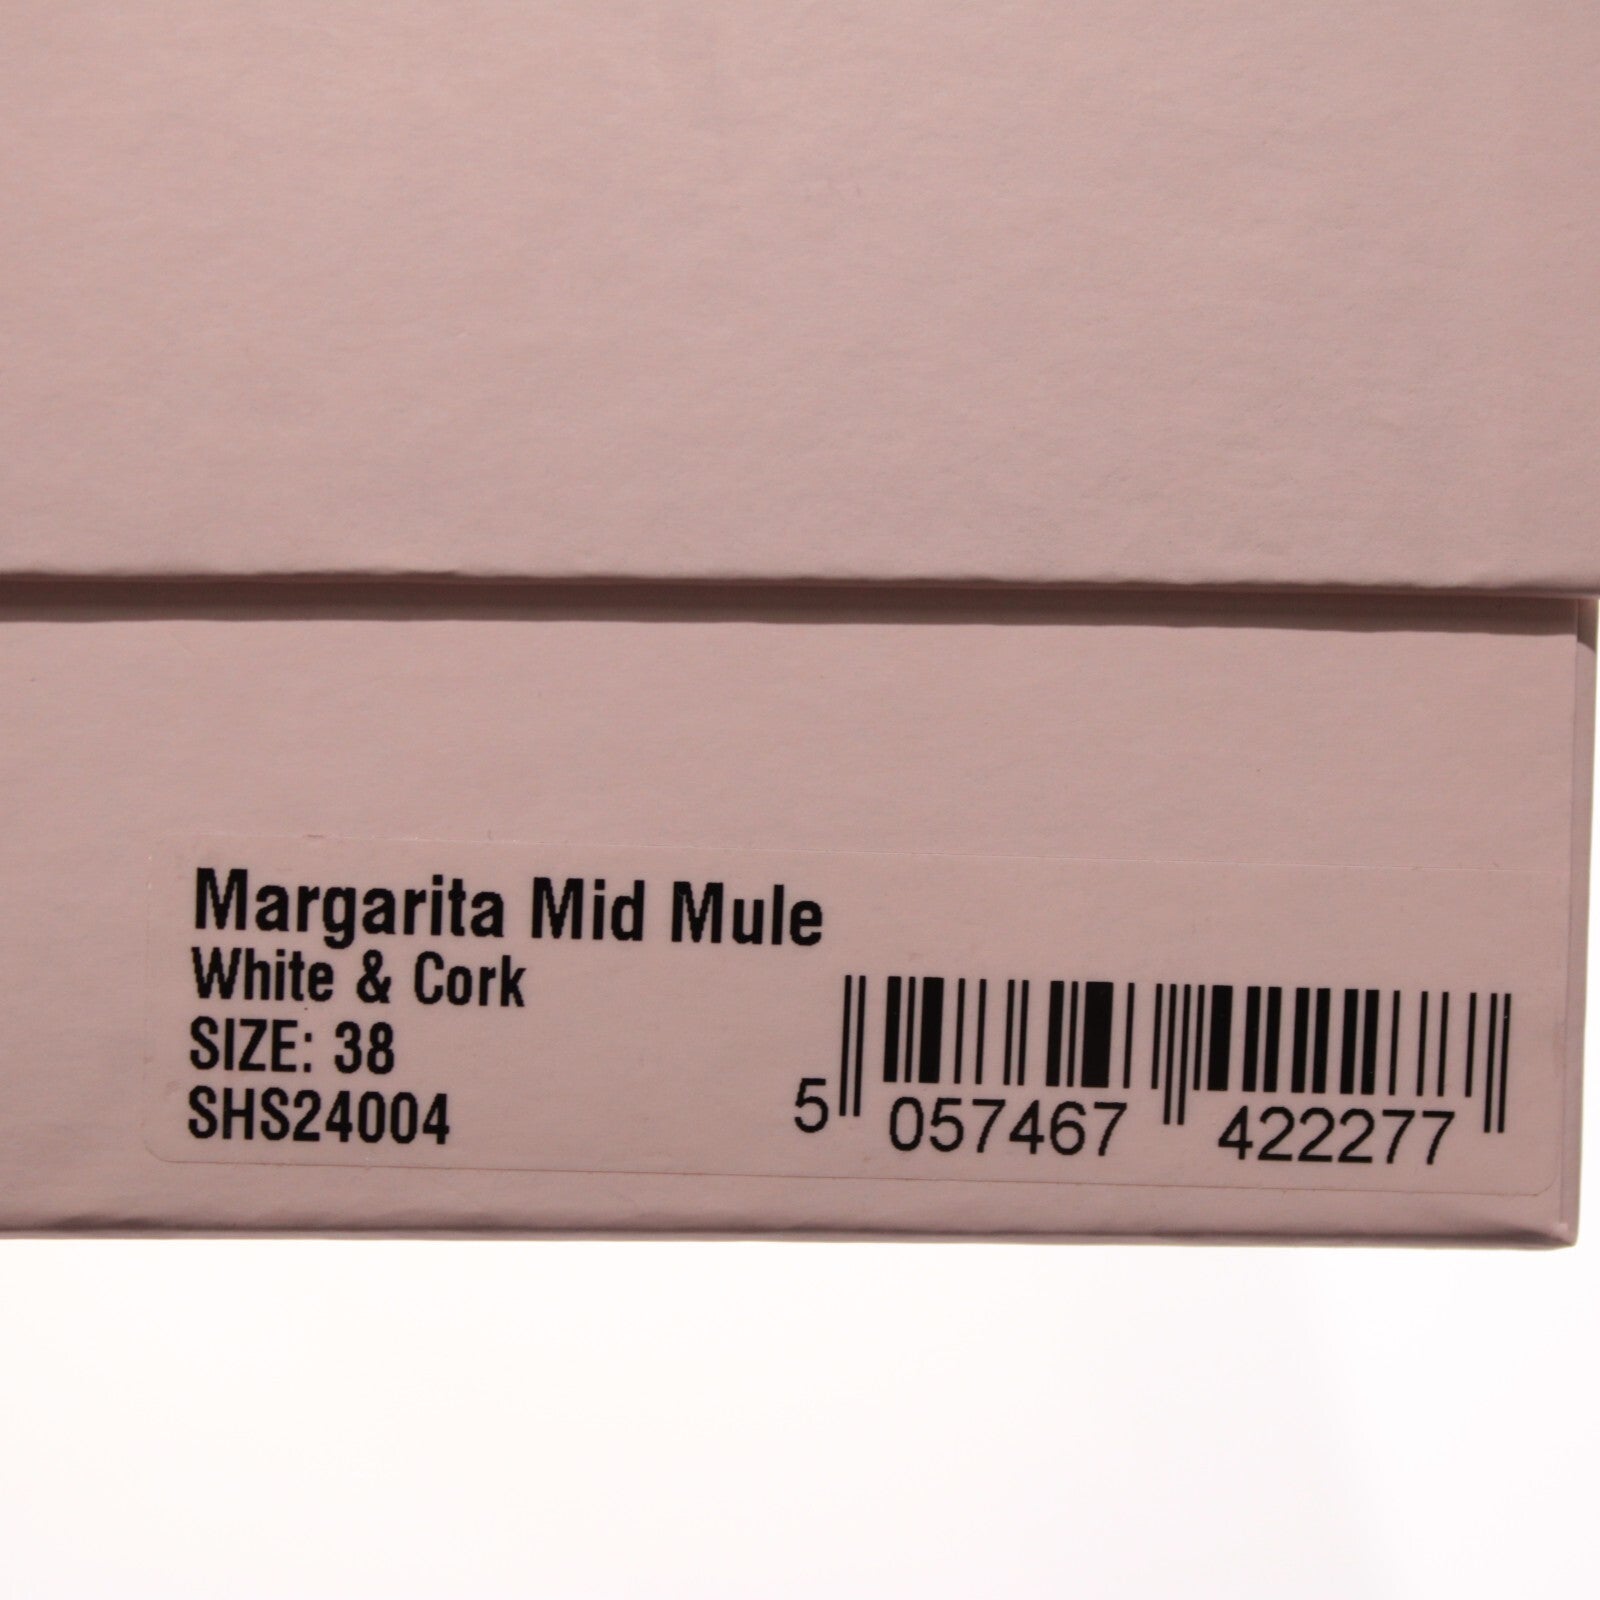 Margarita Mid Mule
White & Cork
SIZE: 38
SHS24004
5 057467 422277